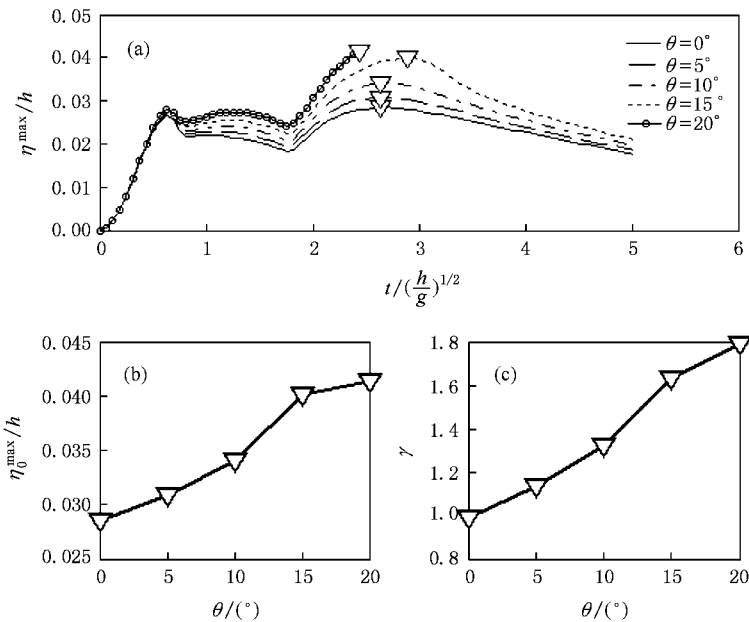 (a)
η^max/h
0.05
0.04
0.03
0.02
0.01
0.00
0 1 2 3 4 5 6
t/(h/g)^1/2
θ=0°
θ=5°
θ=10°
θ=15°
θ=20°
(b)
η_0^max/h
0.045
0.040
0.035
0.030
0.025
0 5 10 15 20
θ/(°)
(c)
γ
1.8
1.6
1.4
1.2
1.0
0.8
0 5 10 15 20
θ/(°)